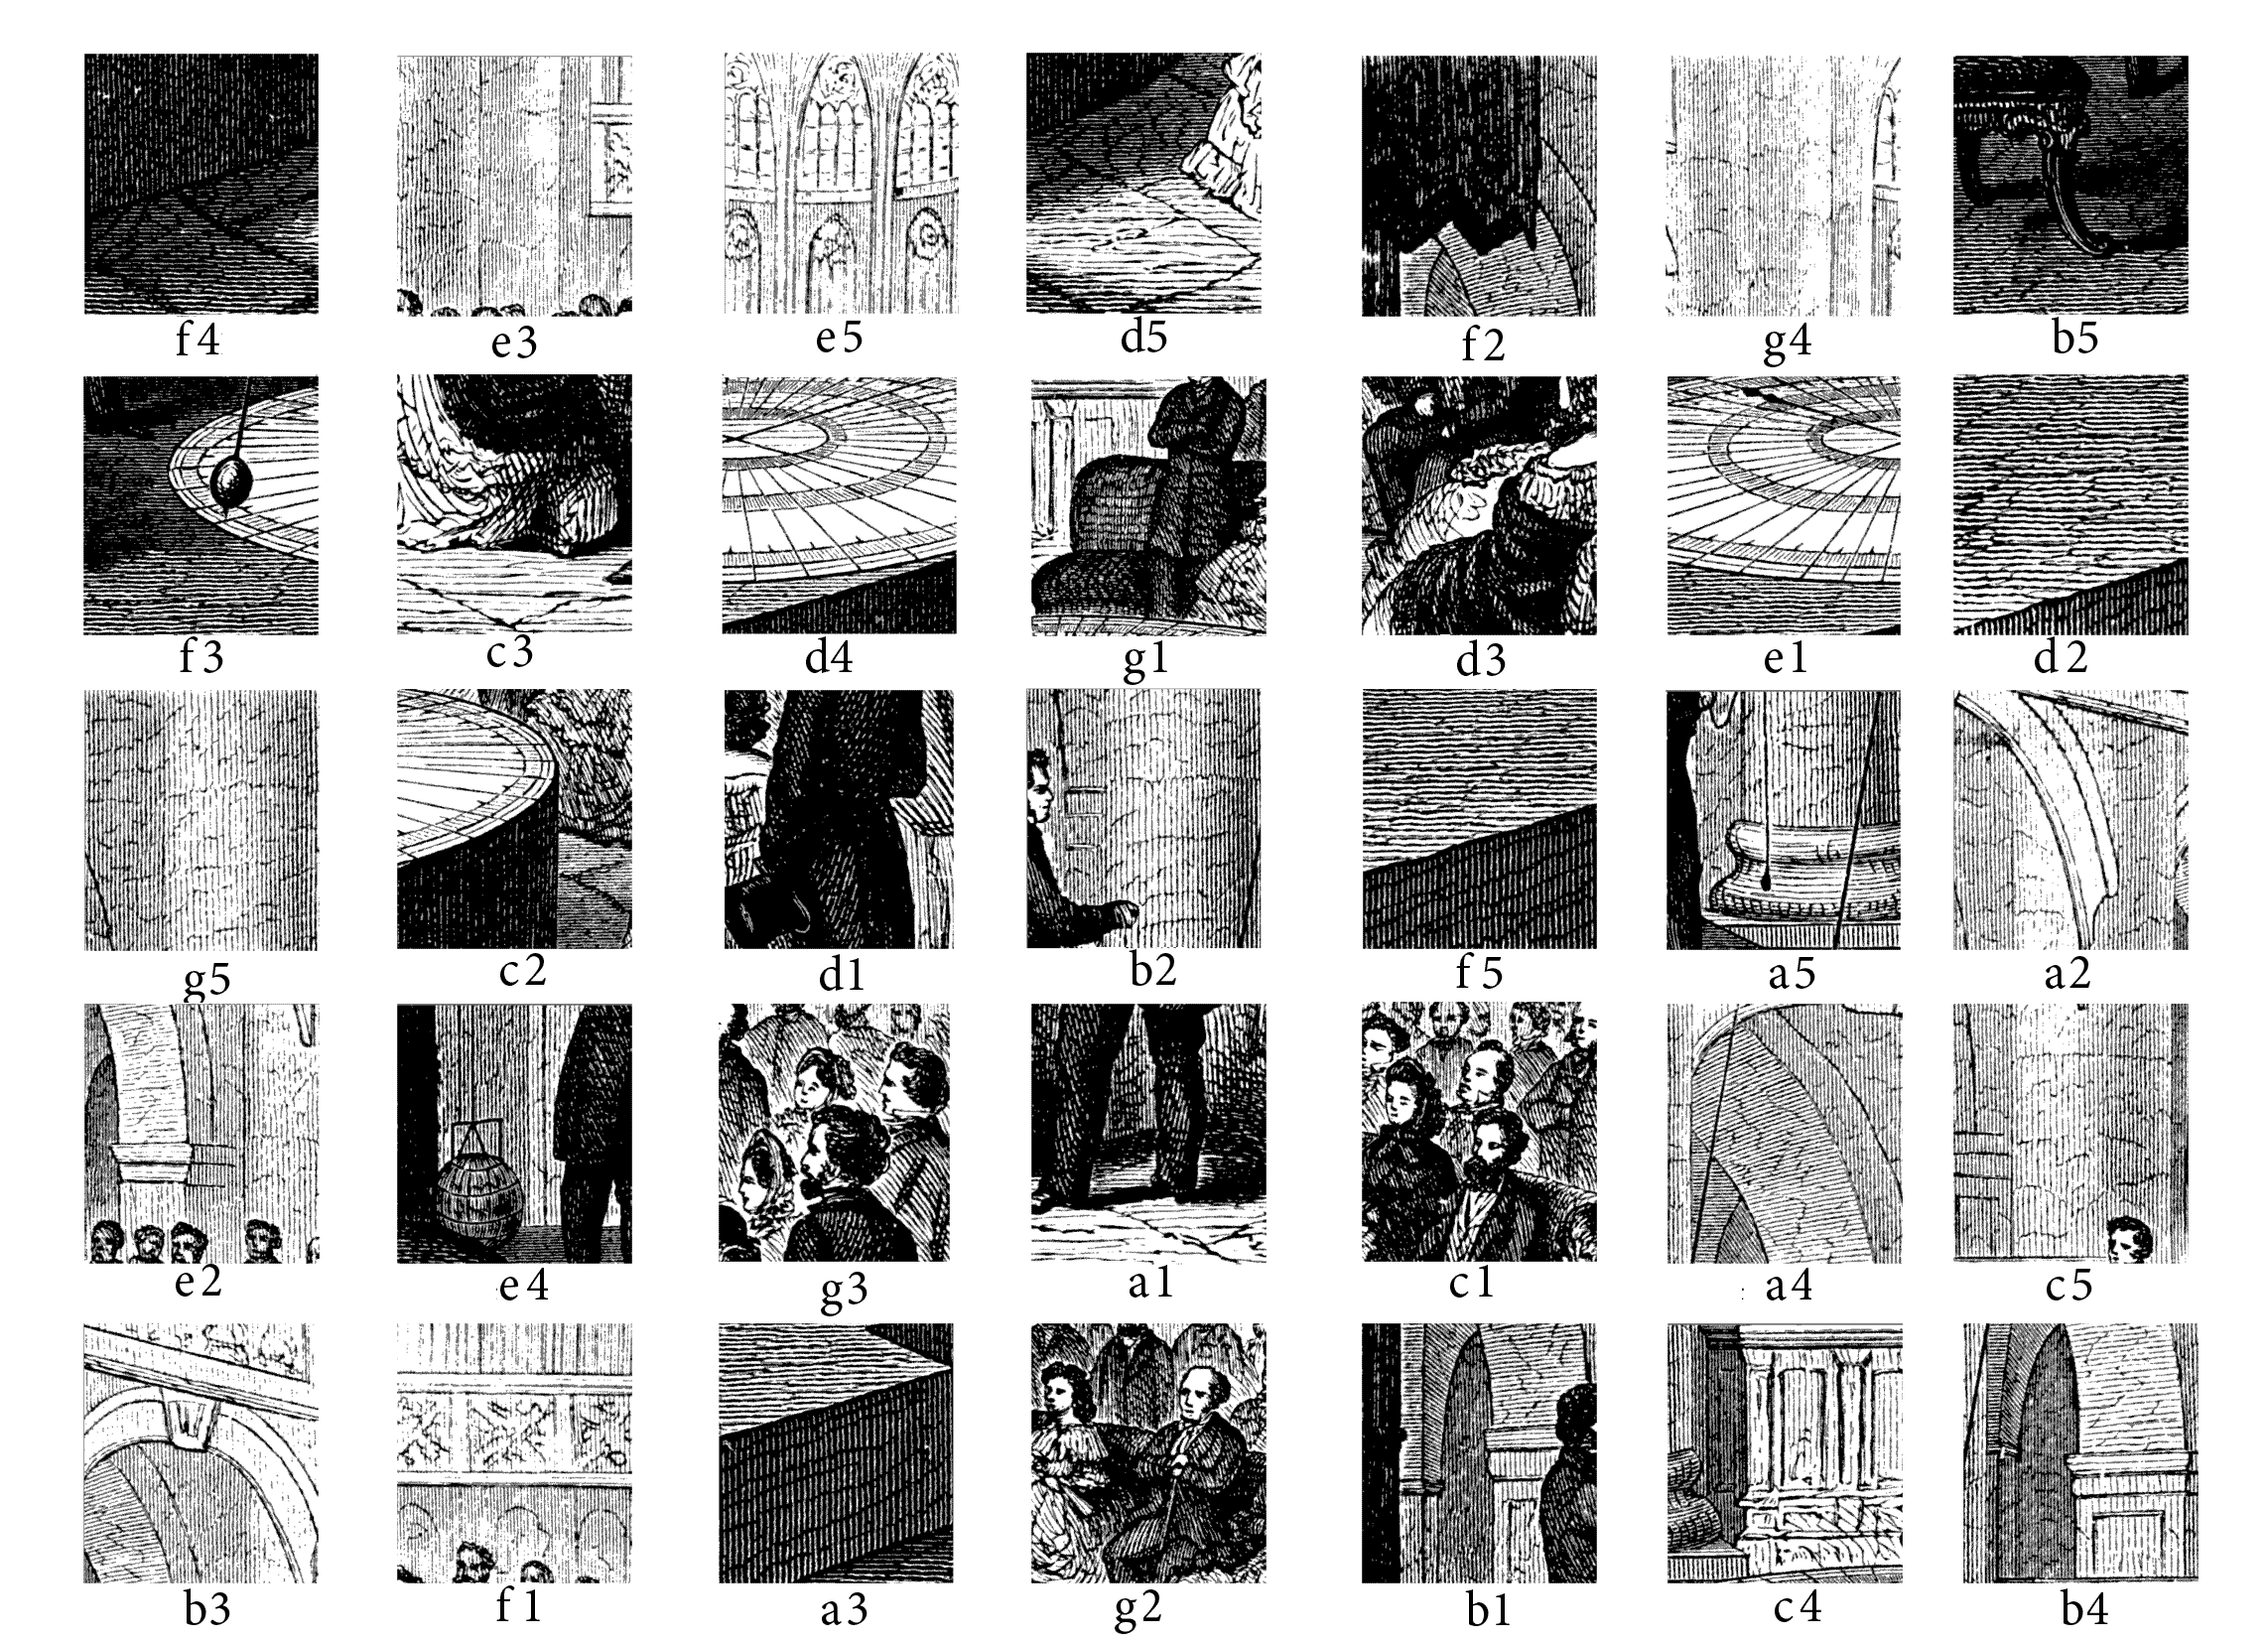 f4 e3 e5 d5 f2 g4 b5
f3 c3 d4 g1 d3 e1 d2
g5 c2 d1 b2 f5 a5 a2
e2 e4 g3 a1 c1 a4 c5
b3 f1 a3 g2 b1 c4 b4